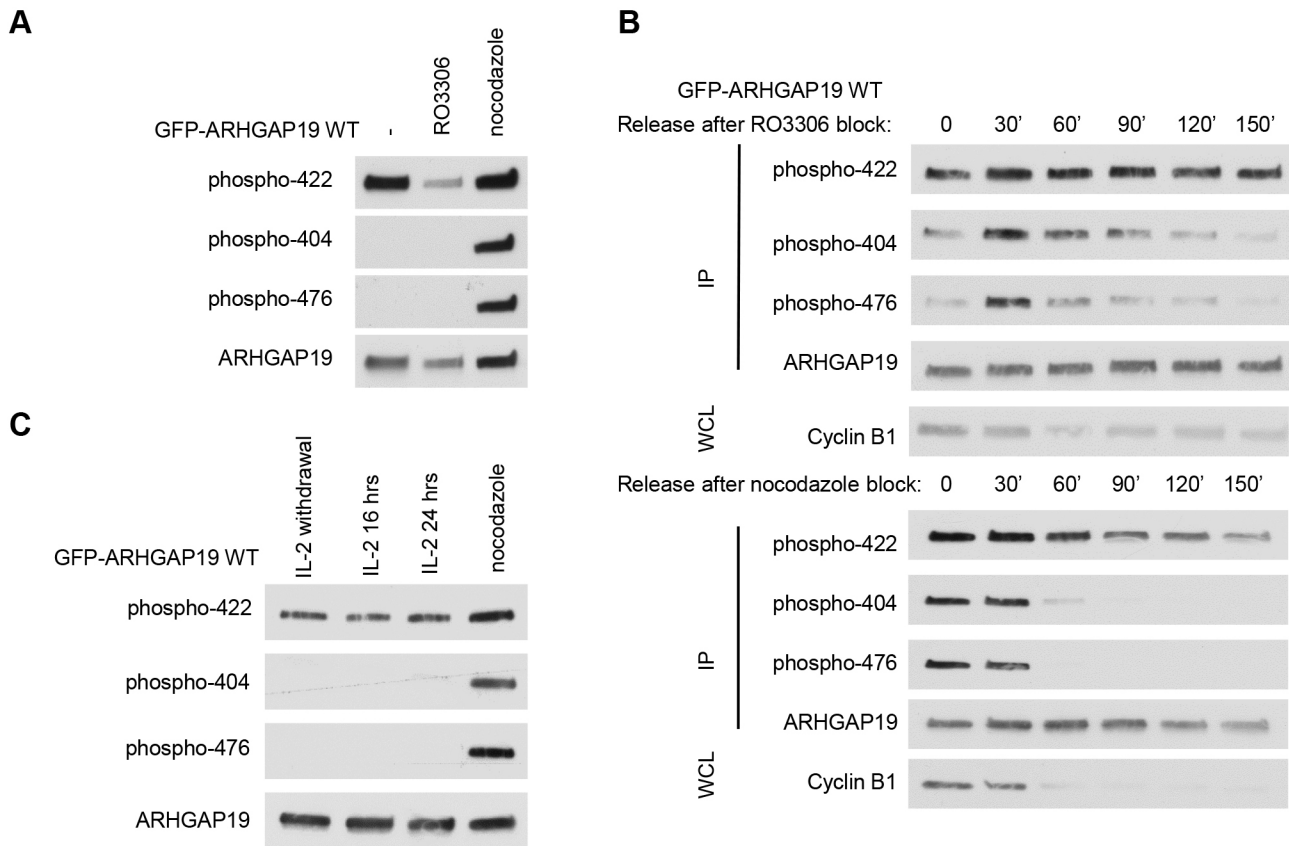 A
GFP-ARHGAP19 WT - RO3306 nocodazole
phospho-422
phospho-404
phospho-476
ARHGAP19
B
GFP-ARHGAP19 WT
Release after RO3306 block: 0 30' 60' 90' 120' 150'
IP
phospho-422
phospho-404
phospho-476
ARHGAP19
WCL
Cyclin B1
Release after nocodazole block: 0 30' 60' 90' 120' 150'
IP
phospho-422
phospho-404
phospho-476
ARHGAP19
WCL
Cyclin B1
C
GFP-ARHGAP19 WT IL-2 withdrawal IL-2 16 hrs IL-2 24 hrs nocodazole
phospho-422
phospho-404
phospho-476
ARHGAP19